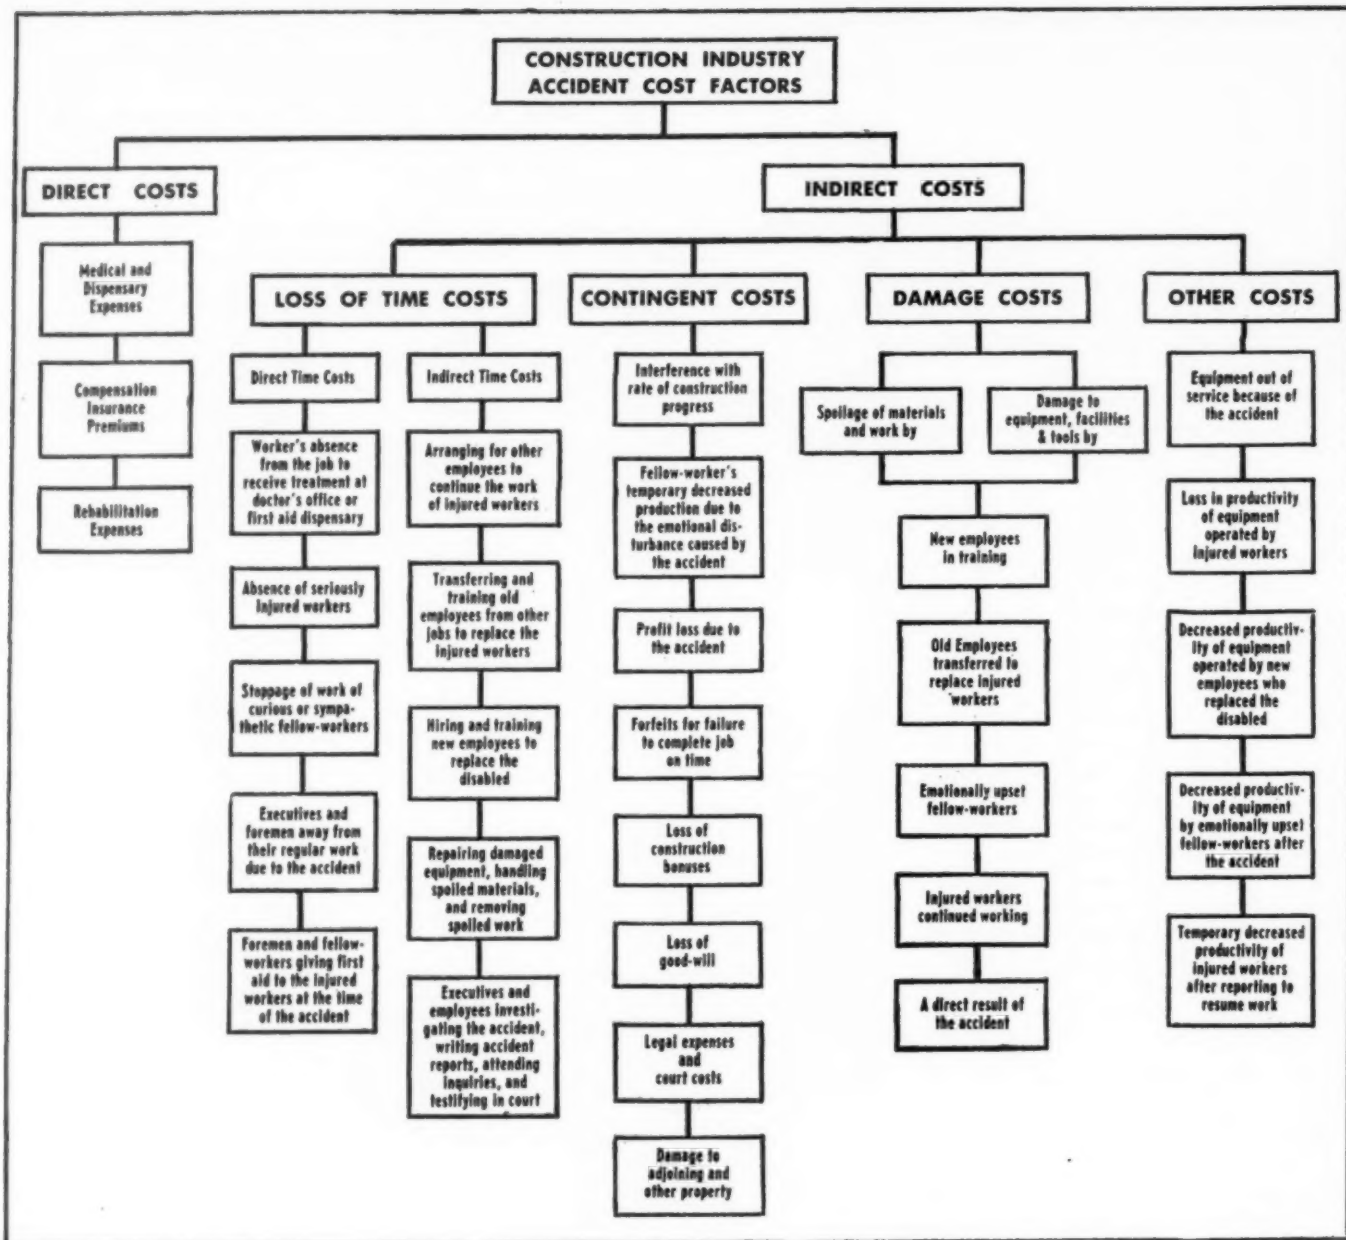 CONSTRUCTION INDUSTRY
ACCIDENT COST FACTORS
DIRECT COSTS
INDIRECT COSTS
Medical and
Dispensary
Expenses
Compensation
Insurance
Premiums
Rehabilitation
Expenses
LOSS OF TIME COSTS
CONTINGENT COSTS
DAMAGE COSTS
OTHER COSTS
Direct Time Costs
Worker's absence
from the job to
receive treatment at
doctor's office or
first aid dispensary
Absence of seriously
Injured workers
Stoppage of work of
curious or sympa-
thetic fellow-workers
Executives and
foremen away from
their regular work
due to the accident
Foremen and fellow-
workers giving first
aid to the injured
workers at the time
of the accident
Indirect Time Costs
Arranging for other
employees to
continue the work
of injured workers
Transferring and
training old
employees from other
jobs to replace the
injured workers
Hiring and training
new employees to
replace the
disabled
Repairing damaged
equipment, handling
spoiled materials,
and removing
spoiled work
Executives and
employees investi-
gating the accident,
writing accident
reports, attending
inquiries, and
testifying in court
Interference with
rate of construction
progress
Fellow-worker's
temporary decreased
production due to
the emotional dis-
turbance caused by
the accident
Profit loss due to
the accident
Forfeits for failure
to complete job
on time
Loss of
construction
bonuses
Loss of
good-will
Legal expenses
and
court costs
Damage to
adjoining and
other property
Spoilage of materials
and work by
Damage to
equipment, facilities
& tools by
New employees
in training
Old Employees
transferred to
replace injured
workers
Emotionally upset
fellow-workers
Injured workers
continued working
A direct result of
the accident
Equipment out of
service because of
the accident
Loss in productivity
of equipment
operated by
injured workers
Decreased productiv-
ity of equipment
operated by new
employees who
replaced the
disabled
Decreased productiv-
ity of equipment
by emotionally upset
fellow-workers after
the accident
Temporary decreased
productivity of
injured workers
after reporting to
resume work